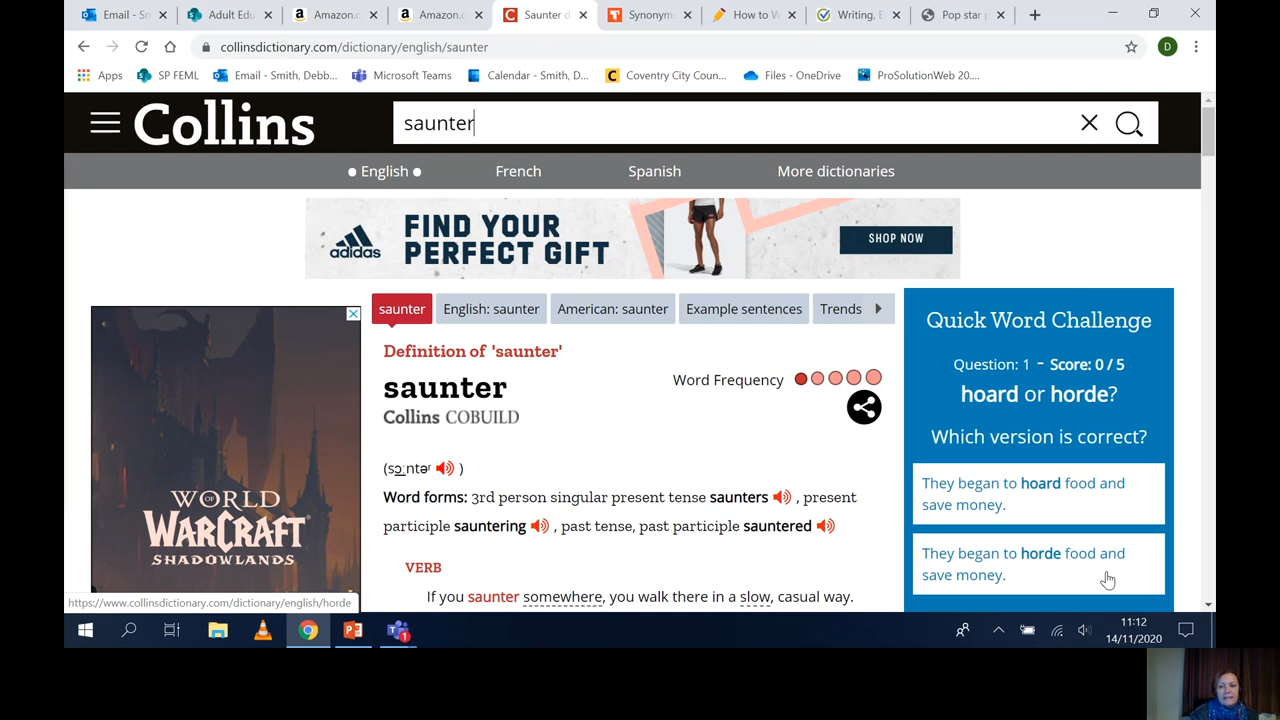 Email - Sm
Adult Edu
Amazon.c
Amazon.c
Saunter d
Synonym
How to W
Writing, E
Pop star p
collinsdictionary.com/dictionary/english/saunter
D
Apps
SP FEML
Email - Smith, Debb...
Microsoft Teams
Calendar - Smith, D...
Coventry City Coun...
Files - OneDrive
ProSolutionWeb 20....
Collins
saunter
English
French
Spanish
More dictionaries
adidas
FIND YOUR
PERFECT GIFT
SHOP NOW
saunter
English: saunter
American: saunter
Example sentences
Trends
Definition of 'saunter'
saunter
Word Frequency
Collins COBUILD
(sɔːntəʳ )
Word forms: 3rd person singular present tense saunters , present
participle sauntering , past tense, past participle sauntered
VERB
If you saunter somewhere, you walk there in a slow, casual way.
WORLD
OF
WARCRAFT
SHADOWLANDS
Quick Word Challenge
Question: 1 - Score: 0 / 5
hoard or horde?
Which version is correct?
They began to hoard food and
save money.
They began to horde food and
save money.
https://www.collinsdictionary.com/dictionary/english/horde
11:12
14/11/2020